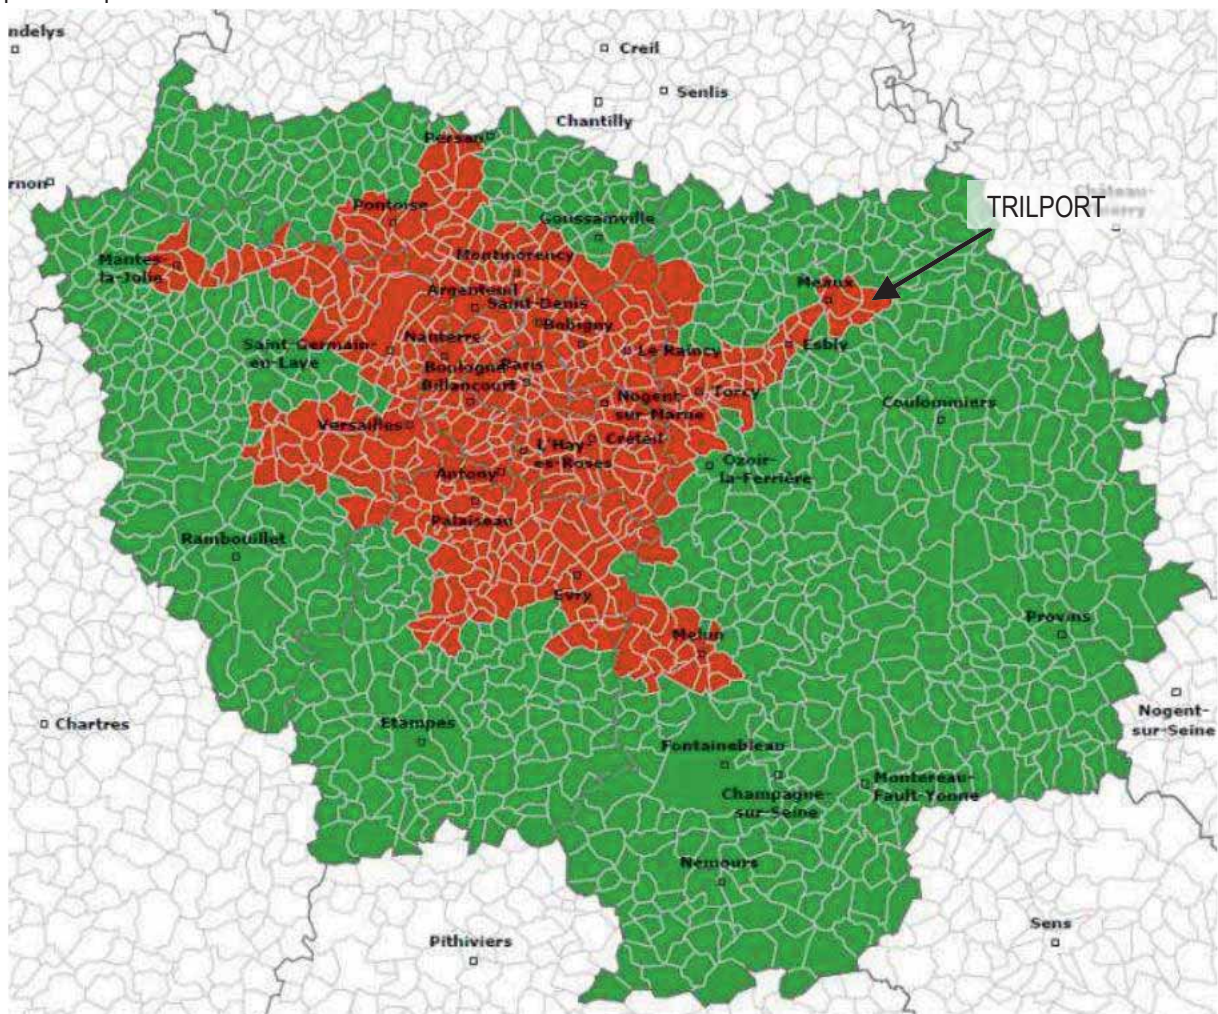 ndelys
Creil
Senlis
Chantilly
Persan
rnon
TRILPORT
Pontoise
Goussainville
Montmorency
Mantes-
la-Jolie
Meaux
Argenteuil
Saint-Denis
Bobigny
Nanterre
Saint-Germain-
en-Laye
Le Raincy
Esbly
Boulogne
Billancourt
Paris
Torcy
Nogent-
sur-Marne
Coulommiers
Versailles
Créteil
L'Hay-
es-Roses
Antony
Ozoir-
la-Ferrière
Palaiseau
Rambouillet
Evry
Provins
Melun
Chartres
Etampes
Nogent-
sur-Seine
Fontainebleau
Montereau-
Fault-Yonne
Champagne-
sur-Seine
Nemours
Pithiviers
Sens